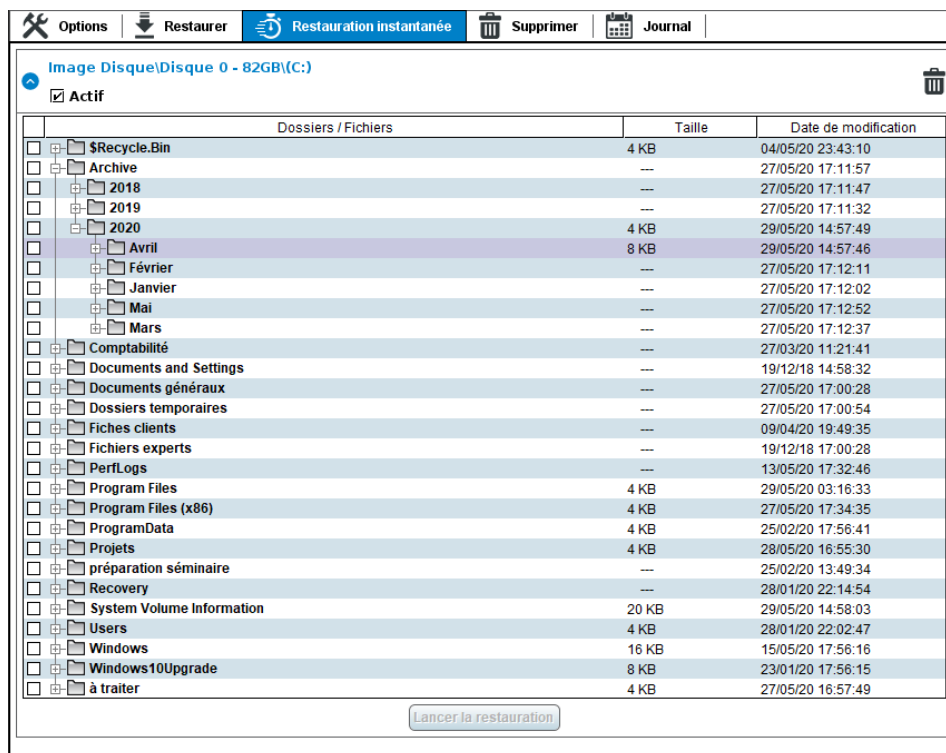 Options Restaurer Restauration instantanée Supprimer Journal
Image Disque\Disque 0 - 82GB\(C:)
Actif
Dossiers / Fichiers Taille Date de modification
$Recycle.Bin 4 KB 04/05/20 23:43:10
Archive --- 27/05/20 17:11:57
2018 --- 27/05/20 17:11:47
2019 --- 27/05/20 17:11:32
2020 4 KB 29/05/20 14:57:49
Avril 8 KB 29/05/20 14:57:46
Février --- 27/05/20 17:12:11
Janvier --- 27/05/20 17:12:02
Mai --- 27/05/20 17:12:52
Mars --- 27/05/20 17:12:37
Comptabilité --- 27/03/20 11:21:41
Documents and Settings --- 19/12/18 14:58:32
Documents généraux --- 27/05/20 17:00:28
Dossiers temporaires --- 27/05/20 17:00:54
Fiches clients --- 09/04/20 19:49:35
Fichiers experts --- 19/12/18 17:00:28
PerfLogs --- 13/05/20 17:32:46
Program Files 4 KB 29/05/20 03:16:33
Program Files (x86) 4 KB 27/05/20 17:34:35
ProgramData 4 KB 25/02/20 17:56:41
Projets 4 KB 28/05/20 16:55:30
préparation séminaire --- 25/02/20 13:49:34
Recovery --- 28/01/20 22:14:54
System Volume Information 20 KB 29/05/20 14:58:03
Users 4 KB 28/01/20 22:02:47
Windows 16 KB 15/05/20 17:56:16
Windows10Upgrade 8 KB 23/01/20 17:56:15
à traiter 4 KB 27/05/20 16:57:49
Lancer la restauration